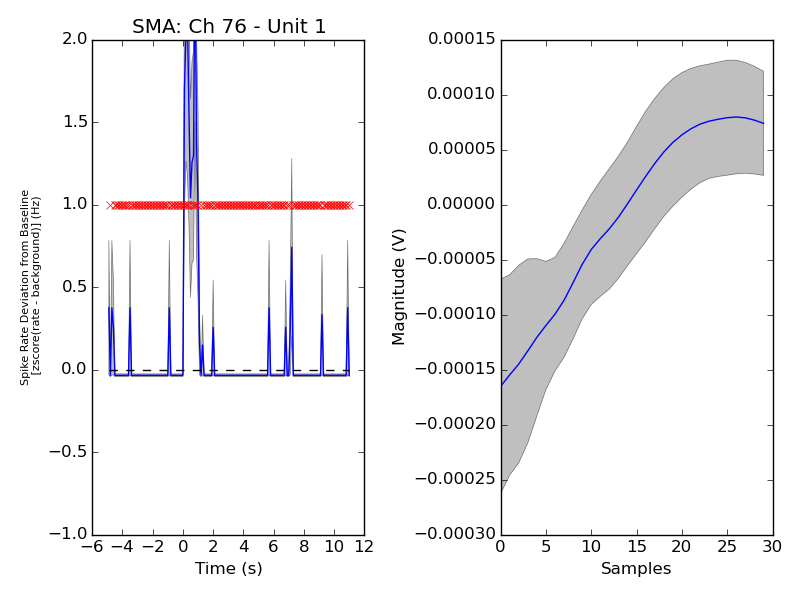 SMA: Ch 76 - Unit 1
2.0
1.5
1.0
0.5
0.0
−0.5
−1.0
−6 −4 −2 0 2 4 6 8 10 12
Time (s)
Spike Rate Deviation from Baseline
[zscore(rate - background)] (Hz)
0.00015
0.00010
0.00005
0.00000
−0.00005
−0.00010
−0.00015
−0.00020
−0.00025
−0.00030
0 5 10 15 20 25 30
Samples
Magnitude (V)